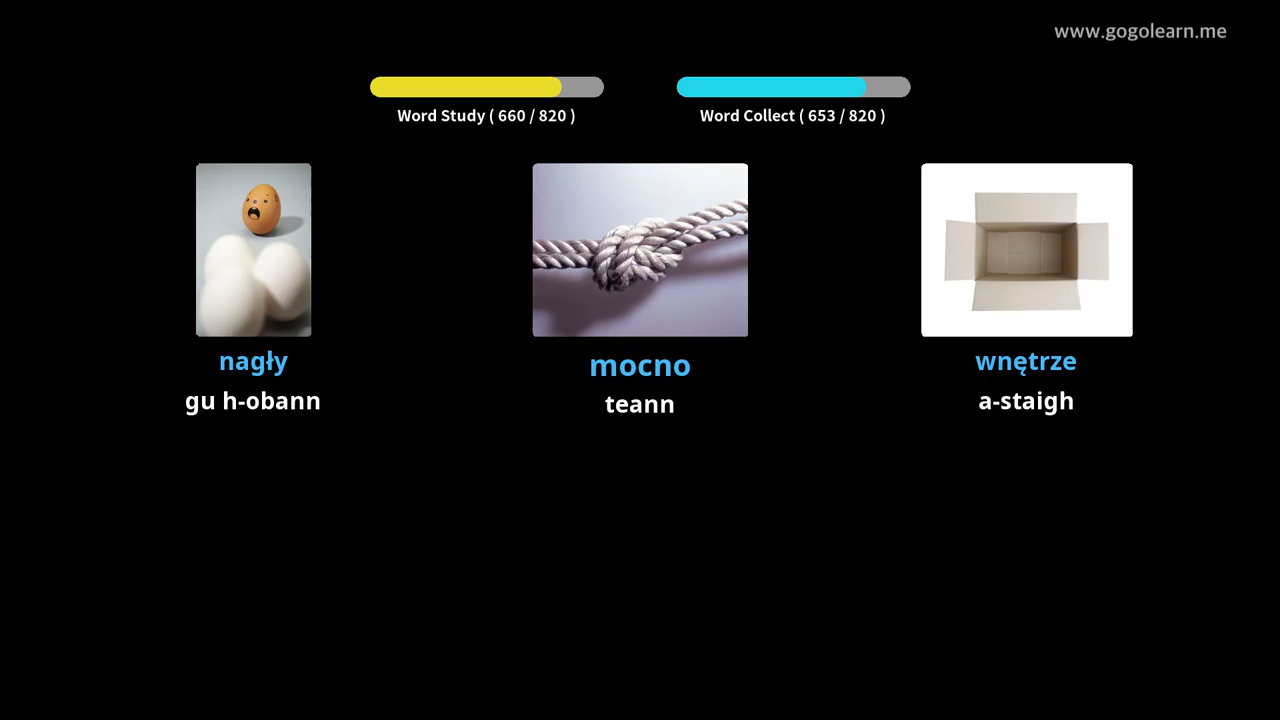 www.gogolearn.me
Word Study ( 660 / 820 )
Word Collect ( 653 / 820 )
nagły
mocno
wnętrze
gu h-obann
teann
a-staigh